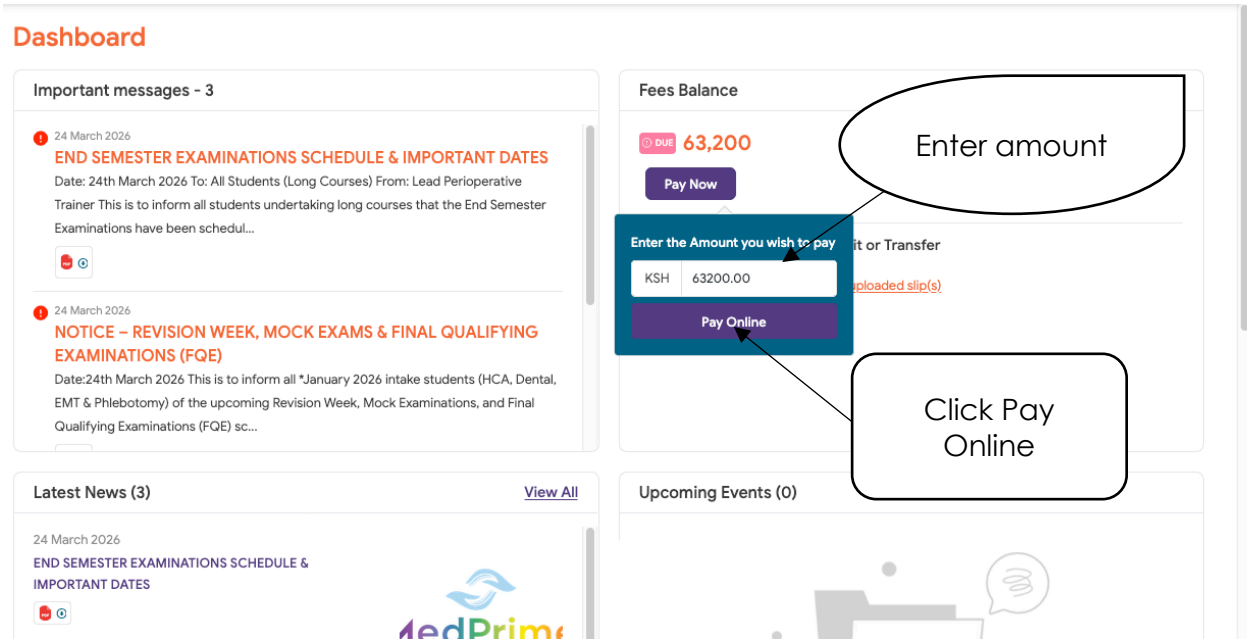 Dashboard
Important messages - 3
24 March 2026
END SEMESTER EXAMINATIONS SCHEDULE & IMPORTANT DATES
Date: 24th March 2026 To: All Students (Long Courses) From: Lead Perioperative
Trainer This is to inform all students undertaking long courses that the End Semester
Examinations have been schedul...
24 March 2026
NOTICE – REVISION WEEK, MOCK EXAMS & FINAL QUALIFYING
EXAMINATIONS (FQE)
Date:24th March 2026 This is to inform all *January 2026 intake students (HCA, Dental,
EMT & Phlebotomy) of the upcoming Revision Week, Mock Examinations, and Final
Qualifying Examinations (FQE) sc...
Fees Balance
DUE 63,200
Pay Now
Enter amount
Enter the Amount you wish to pay
it or Transfer
KSH 63200.00
uploaded slip(s)
Pay Online
Click Pay
Online
Latest News (3)
View All
24 March 2026
END SEMESTER EXAMINATIONS SCHEDULE &
IMPORTANT DATES
MedPrime
Upcoming Events (0)